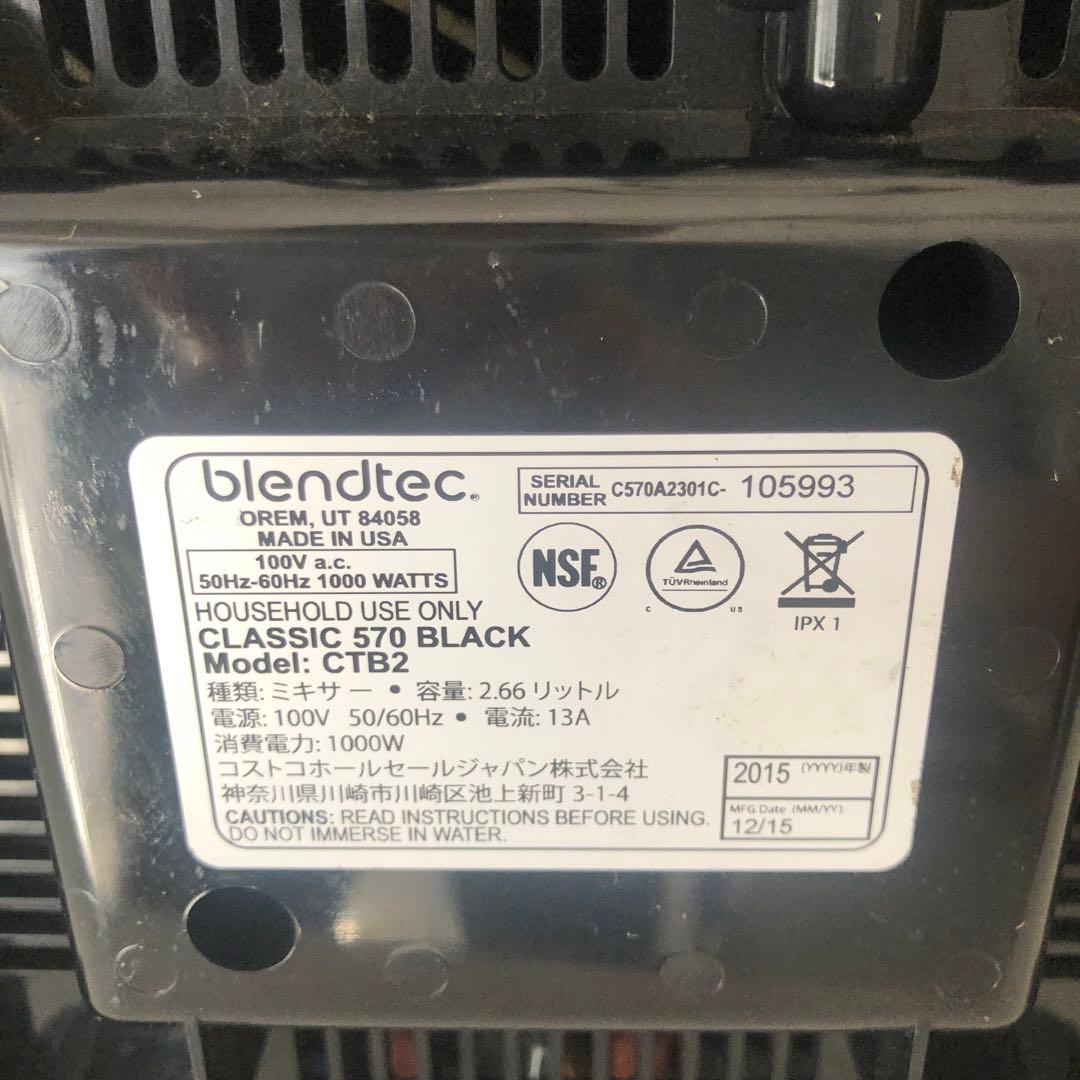 blendtec®
OREM, UT 84058
MADE IN USA
SERIAL NUMBER C570A2301C- 105993
100V a.c.
50Hz-60Hz 1000 WATTS
NSF®
TÜVRheinland
C US
IPX 1
HOUSEHOLD USE ONLY
CLASSIC 570 BLACK
Model: CTB2
種類: ミキサー • 容量: 2.66 リットル
電源: 100V 50/60Hz • 電流: 13A
消費電力: 1000W
コストコホールセールジャパン株式会社
神奈川県川崎市川崎区池上新町 3-1-4
CAUTIONS: READ INSTRUCTIONS BEFORE USING.
DO NOT IMMERSE IN WATER.
2015 (YYYY)年製
MFG Date (MM/YY):
12/15